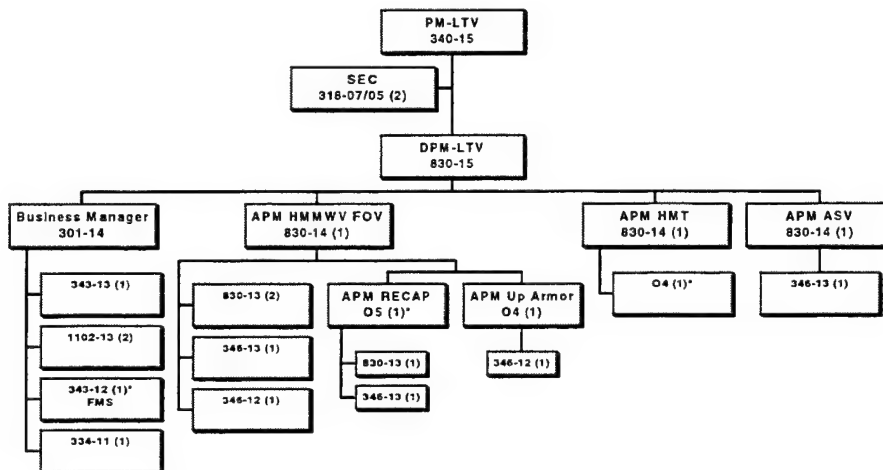 PM-LTV
340-15
SEC
318-07/05 (2)
DPM-LTV
830-15
Business Manager
301-14
APM HMMWV FOV
830-14 (1)
APM HMT
830-14 (1)
APM ASV
830-14 (1)
343-13 (1)
1102-13 (2)
343-12 (1)*
FMS
334-11 (1)
830-13 (2)
346-13 (1)
346-12 (1)
APM RECAP
O5 (1)*
830-13 (1)
346-13 (1)
APM Up Armor
O4 (1)
346-12 (1)
O4 (1)*
346-13 (1)